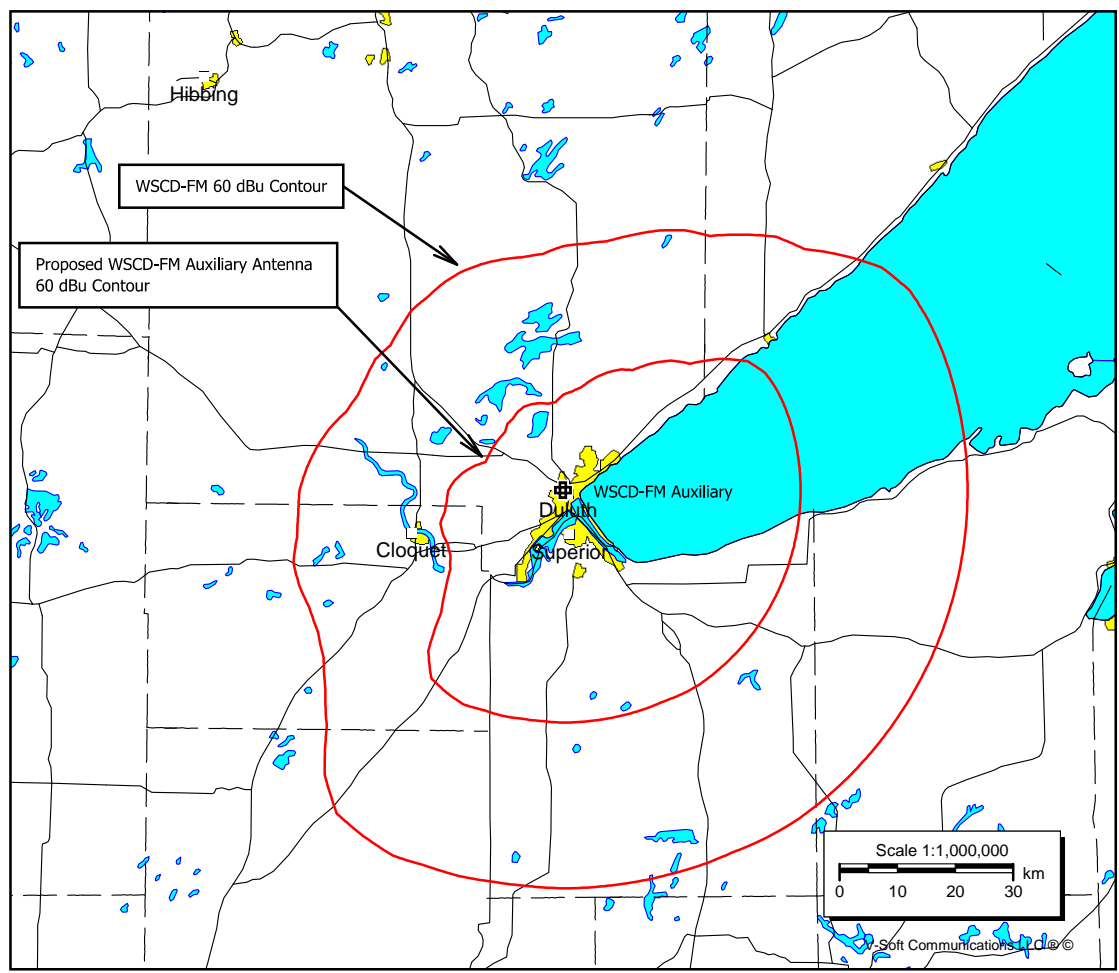 Hibbing
WSCD-FM 60 dBu Contour
Proposed WSCD-FM Auxiliary Antenna
60 dBu Contour
WSCD-FM Auxiliary
Duluth
Cloquet
Superior
Scale 1:1,000,000
km
0 10 20 30
V-Soft Communications LLC ® ©